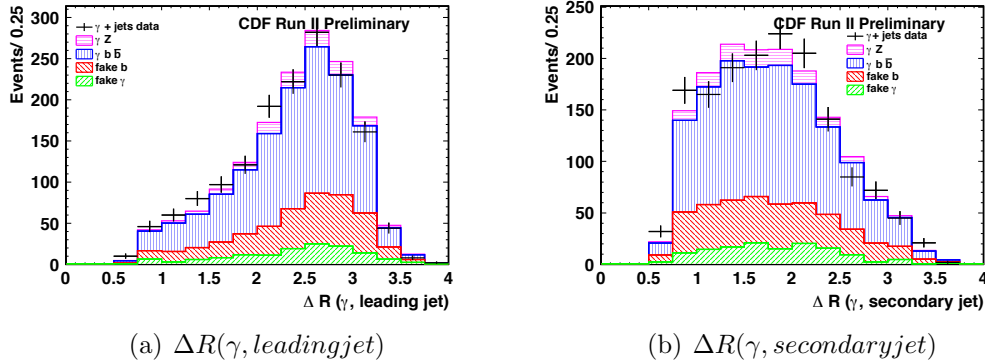 CDF Run II Preliminary
γ + jets data
γ Z
γ b b̅
fake b
fake γ
Events/ 0.25
300
250
200
150
100
50
0
0 0.5 1 1.5 2 2.5 3 3.5 4
Δ R (γ, leading jet)
(a) ΔR(γ, leadingjet)
CDF Run II Preliminary
γ+ jets data
γ Z
γ b b̅
fake b
fake γ
Events/ 0.25
250
200
150
100
50
0
0 0.5 1 1.5 2 2.5 3 3.5 4
Δ R (γ, secondary jet)
(b) ΔR(γ, secondaryjet)